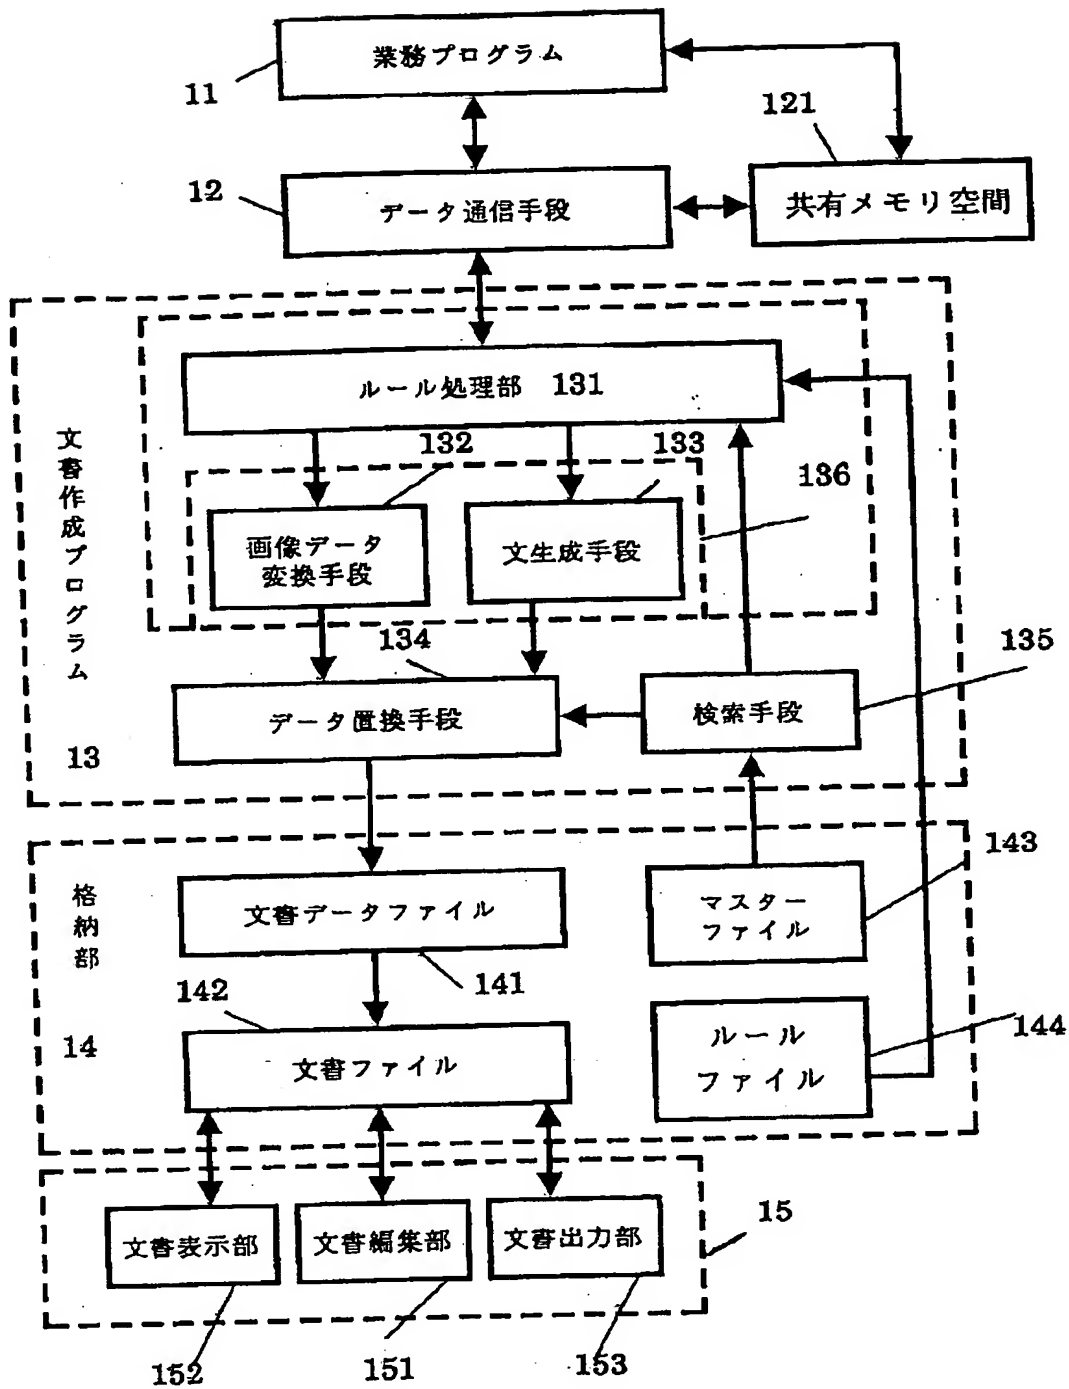 業務プログラム
11
121
12
データ通信手段
共有メモリ空間
ルール処理部 131
132
133
136
文書作成プログラム
画像データ
変換手段
文生成手段
134
135
データ置換手段
検索手段
13
143
格納部
文書データファイル
マスター
ファイル
142
141
14
144
文書ファイル
ルール
ファイル
15
文書表示部
文書編集部
文書出力部
152
151
153